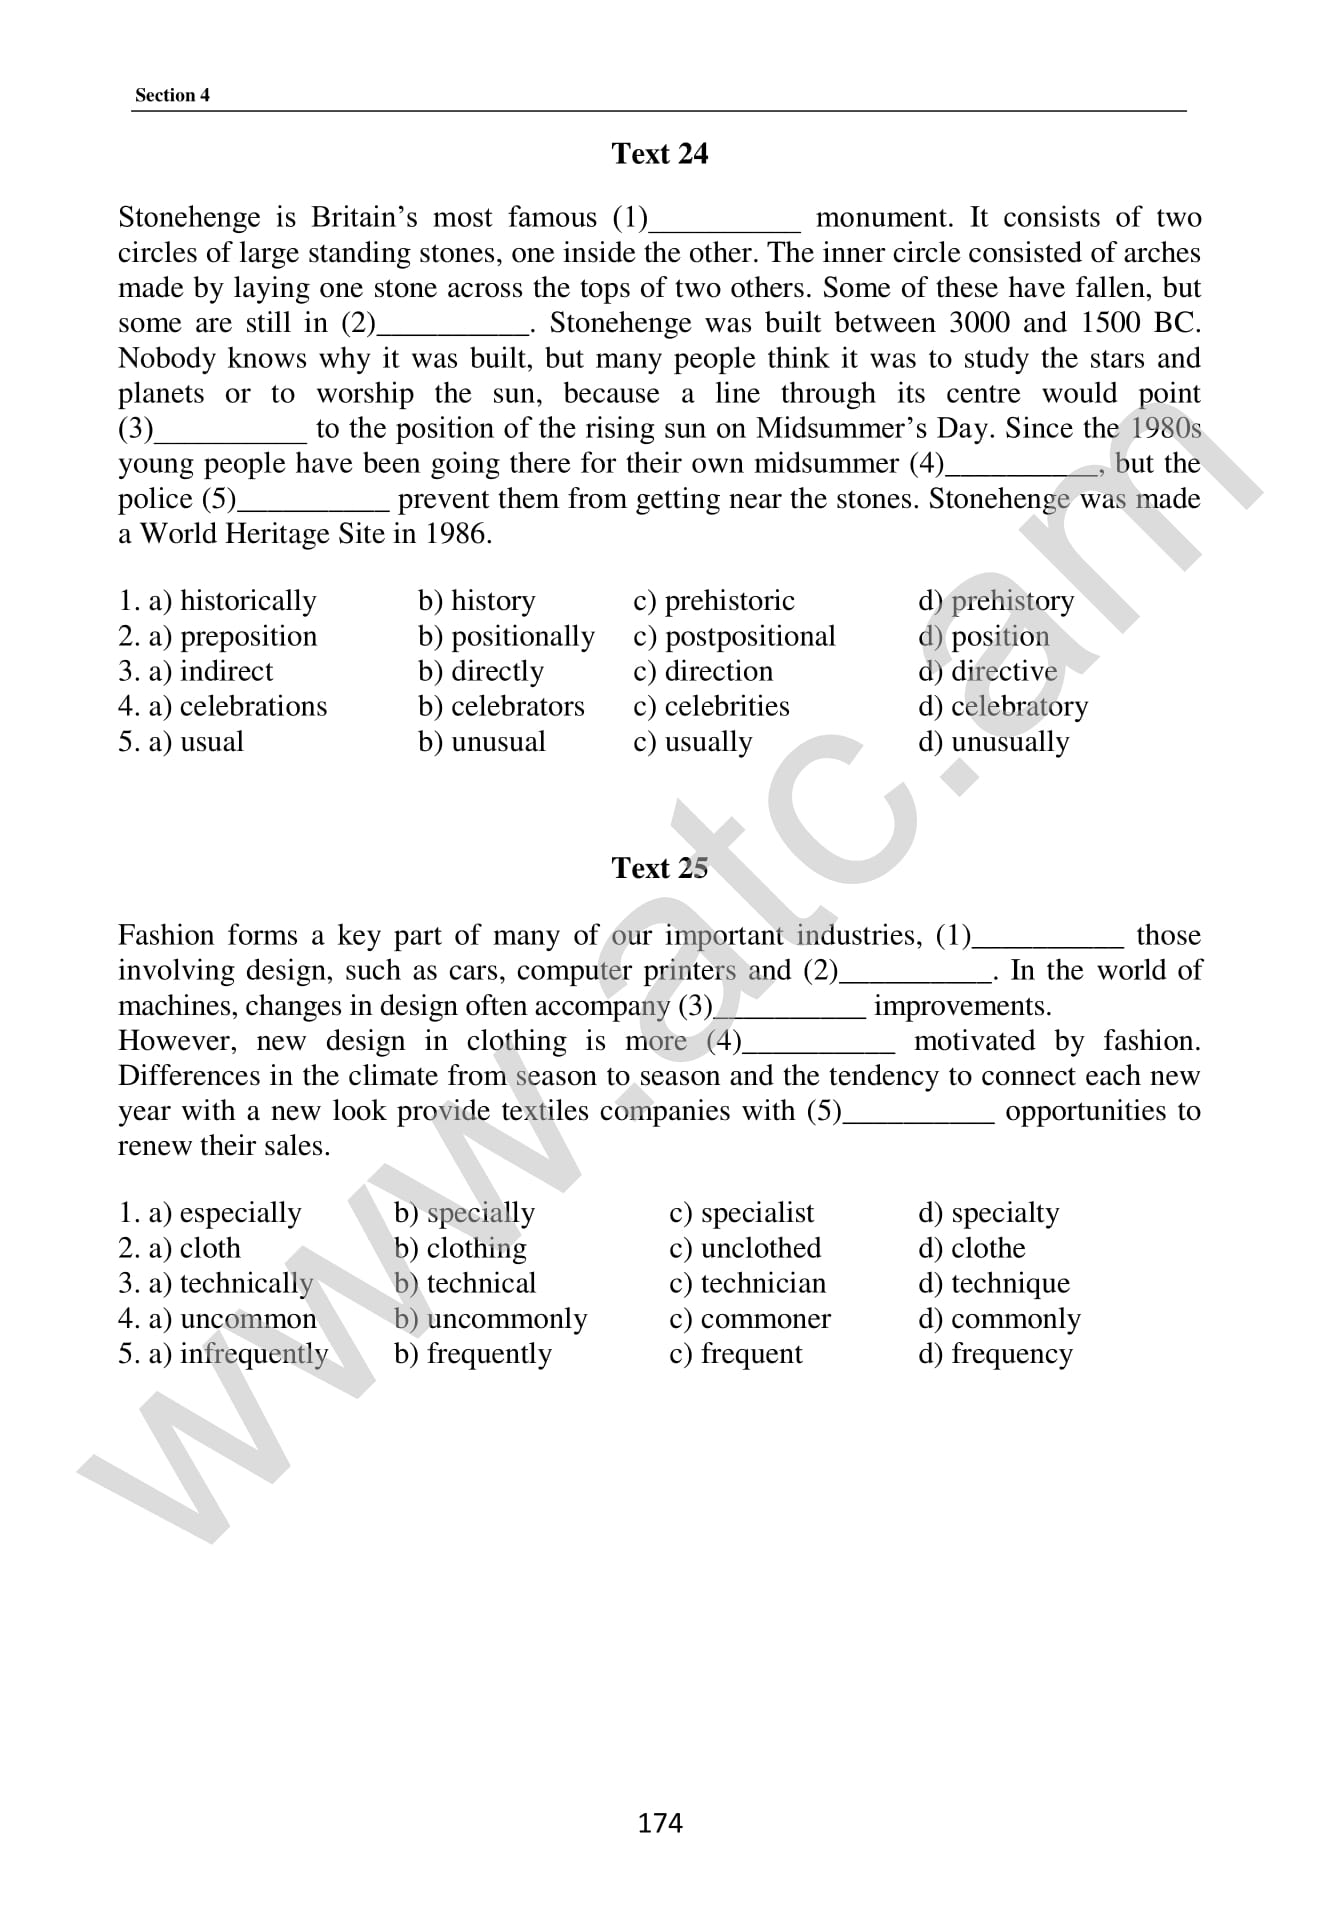 Section 4
Text 24
Stonehenge is Britain's most famous (1)__________ monument. It consists of two
circles of large standing stones, one inside the other. The inner circle consisted of arches
made by laying one stone across the tops of two others. Some of these have fallen, but
some are still in (2)__________. Stonehenge was built between 3000 and 1500 BC.
Nobody knows why it was built, but many people think it was to study the stars and
planets or to worship the sun, because a line through its centre would point
(3)__________ to the position of the rising sun on Midsummer's Day. Since the 1980s
young people have been going there for their own midsummer (4)__________, but the
police (5)__________ prevent them from getting near the stones. Stonehenge was made
a World Heritage Site in 1986.
1. a) historically b) history c) prehistoric d) prehistory
2. a) preposition b) positionally c) postpositional d) position
3. a) indirect b) directly c) direction d) directive
4. a) celebrations b) celebrators c) celebrities d) celebratory
5. a) usual b) unusual c) usually d) unusually
Text 25
Fashion forms a key part of many of our important industries, (1)__________ those
involving design, such as cars, computer printers and (2)__________. In the world of
machines, changes in design often accompany (3)__________ improvements.
However, new design in clothing is more (4)__________ motivated by fashion.
Differences in the climate from season to season and the tendency to connect each new
year with a new look provide textiles companies with (5)__________ opportunities to
renew their sales.
1. a) especially b) specially c) specialist d) specialty
2. a) cloth b) clothing c) unclothed d) clothe
3. a) technically b) technical c) technician d) technique
4. a) uncommon b) uncommonly c) commoner d) commonly
5. a) infrequently b) frequently c) frequent d) frequency
www.atc.am
174